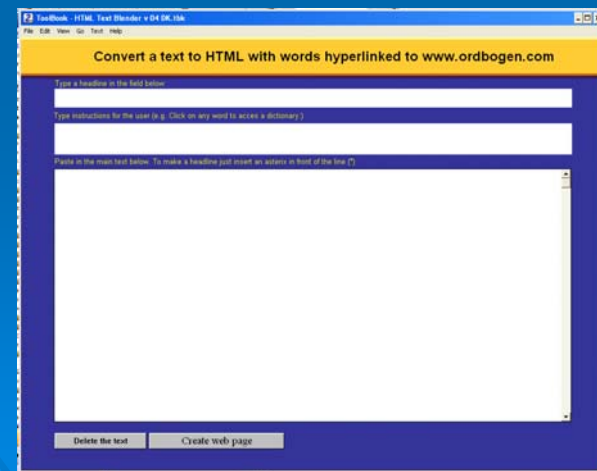 ToolBook - HTML Text Blender v 04 DK.tbk
File Edit View Go Text Help
Convert a text to HTML with words hyperlinked to www.ordbogen.com
Type a headline in the field below
Type instructions for the user (e.g. Click on any word to acces a dictionary.)
Paste in the main text below. To make a headline just insert an asteris in front of the line (*)
Delete the text Create web page